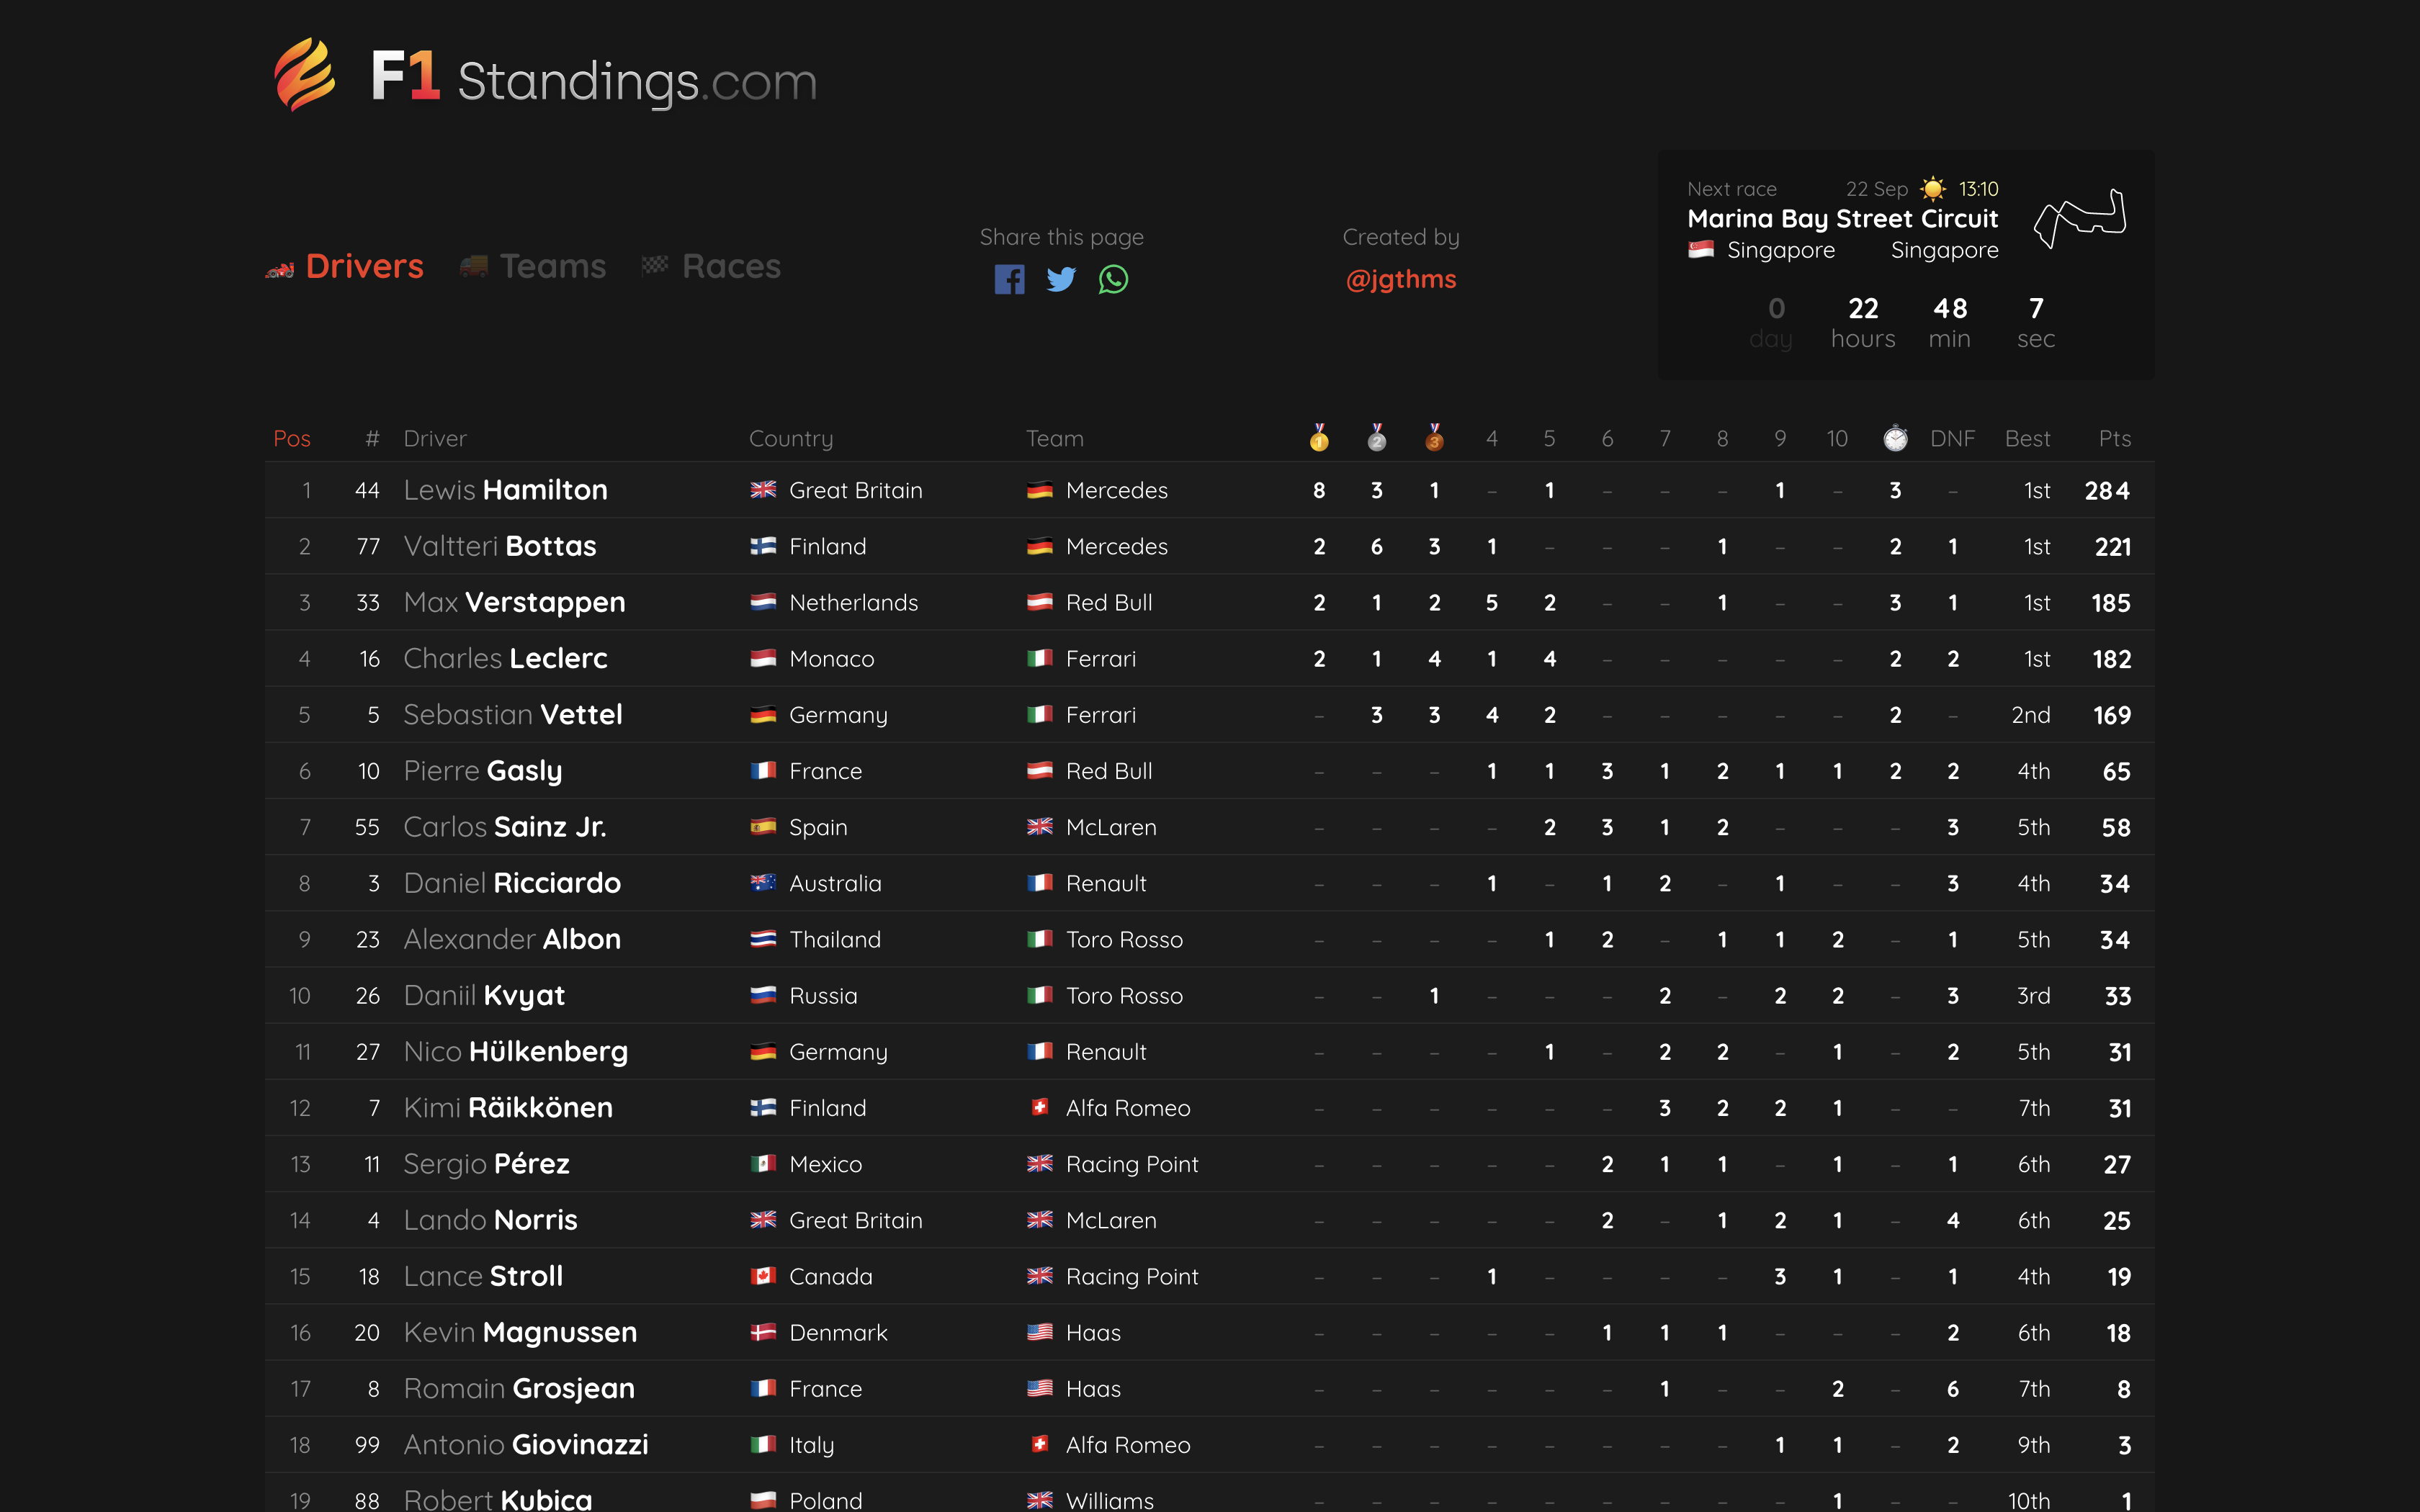 F1 Standings.com
Next race 22 Sep 13:10
Marina Bay Street Circuit
Singapore Singapore
0 22 48 7
day hours min sec
Drivers Teams Races
Share this page
Created by
@jgthms
Pos # Driver Country Team 1 2 3 4 5 6 7 8 9 10 DNF Best Pts
1 44 Lewis Hamilton Great Britain Mercedes 8 3 1 – 1 – – – 1 – 3 – 1st 284
2 77 Valtteri Bottas Finland Mercedes 2 6 3 1 – – – 1 – – 2 1 1st 221
3 33 Max Verstappen Netherlands Red Bull 2 1 2 5 2 – – 1 – – 3 1 1st 185
4 16 Charles Leclerc Monaco Ferrari 2 1 4 1 4 – – – – – 2 2 1st 182
5 5 Sebastian Vettel Germany Ferrari – 3 3 4 2 – – – – – 2 – 2nd 169
6 10 Pierre Gasly France Red Bull – – – 1 1 3 1 2 1 1 2 2 4th 65
7 55 Carlos Sainz Jr. Spain McLaren – – – – 2 3 1 2 – – – 3 5th 58
8 3 Daniel Ricciardo Australia Renault – – – 1 – 1 2 – 1 – – 3 4th 34
9 23 Alexander Albon Thailand Toro Rosso – – – – 1 2 – 1 1 2 – 1 5th 34
10 26 Daniil Kvyat Russia Toro Rosso – – 1 – – – 2 – 2 2 – 3 3rd 33
11 27 Nico Hülkenberg Germany Renault – – – – 1 – 2 2 – 1 – 2 5th 31
12 7 Kimi Räikkönen Finland Alfa Romeo – – – – – – 3 2 2 1 – – 7th 31
13 11 Sergio Pérez Mexico Racing Point – – – – – 2 1 1 – 1 – 1 6th 27
14 4 Lando Norris Great Britain McLaren – – – – – 2 – 1 2 1 – 4 6th 25
15 18 Lance Stroll Canada Racing Point – – – 1 – – – – 3 1 – 1 4th 19
16 20 Kevin Magnussen Denmark Haas – – – – – 1 1 1 – – – 2 6th 18
17 8 Romain Grosjean France Haas – – – – – – 1 – – 2 – 6 7th 8
18 99 Antonio Giovinazzi Italy Alfa Romeo – – – – – – – – 1 1 – 2 9th 3
19 88 Robert Kubica Poland Williams – – – – – – – – – 1 – – 10th 1